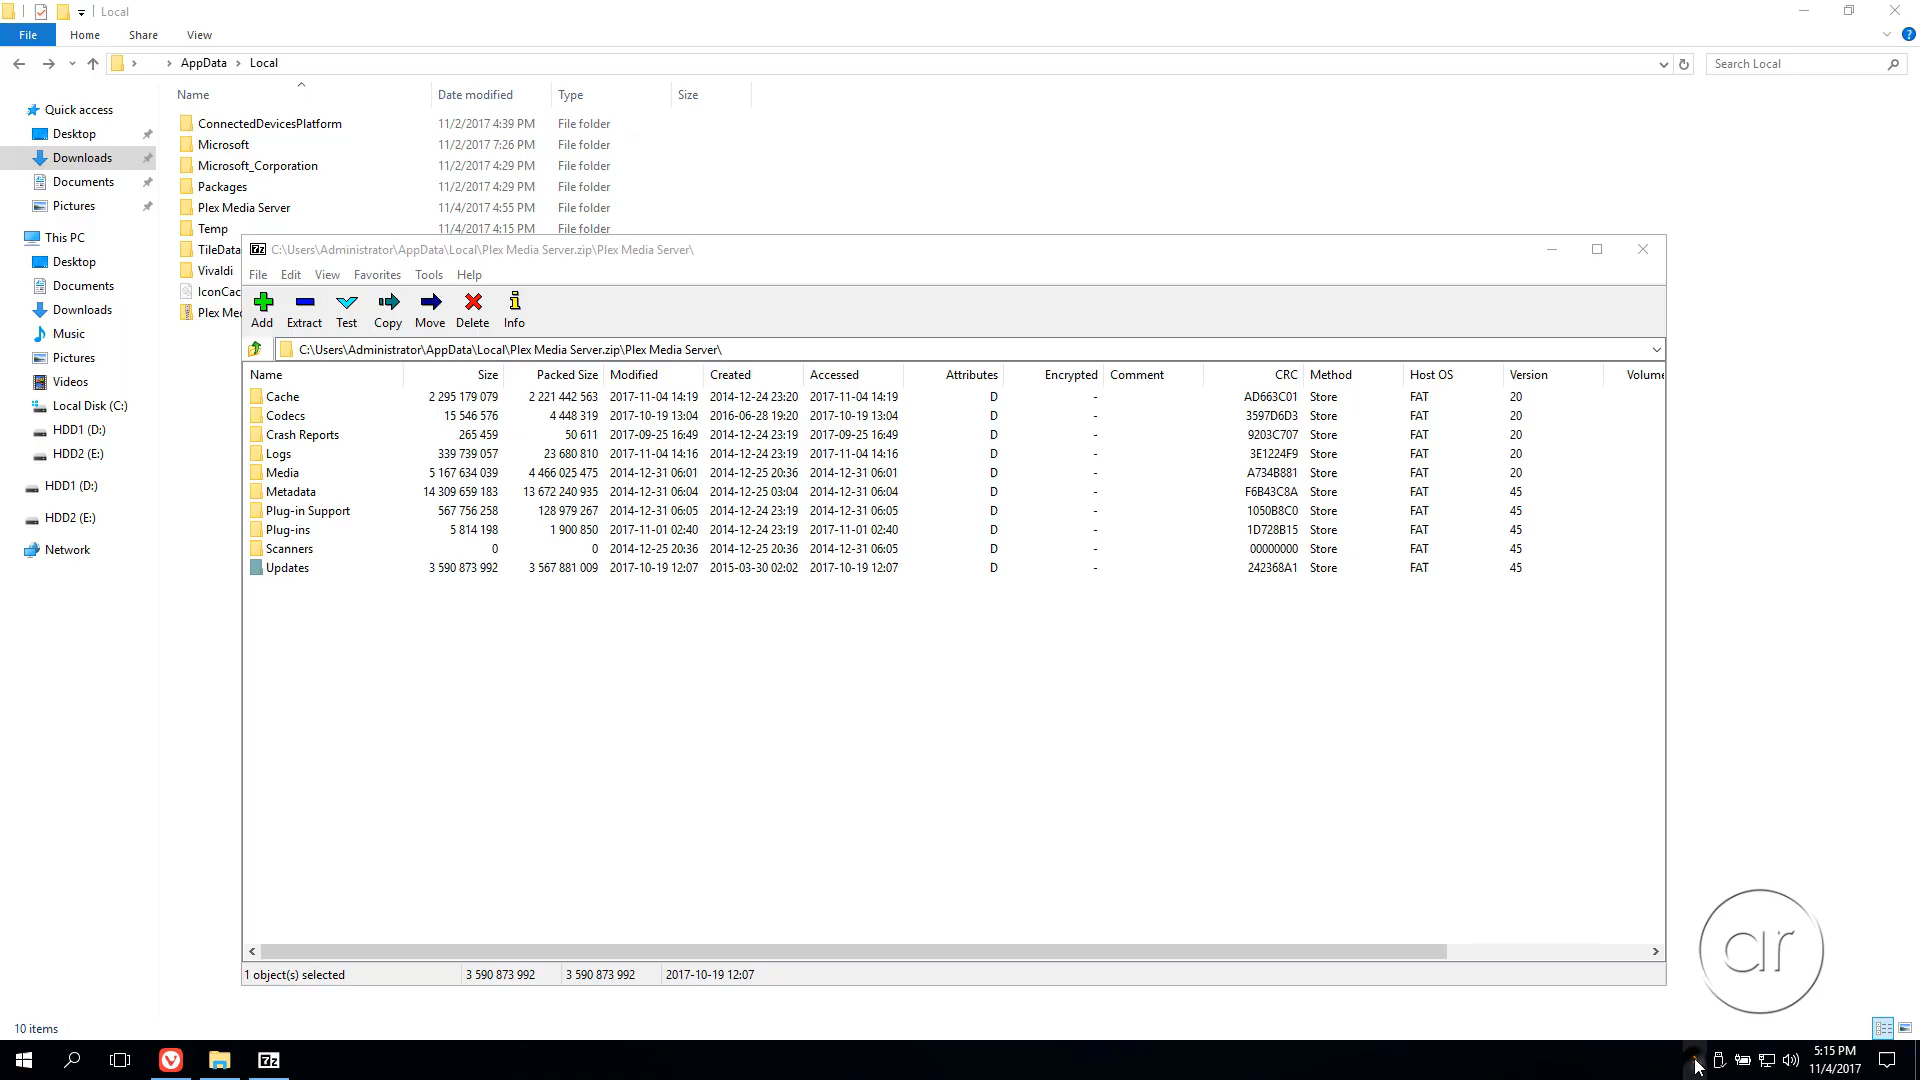 Local
File Home Share View
AppData Local
Search Local
Name Date modified Type Size
Quick access
Desktop
Downloads
Documents
Pictures
This PC
Desktop
Documents
Downloads
Music
Pictures
Videos
Local Disk (C:)
HDD1 (D:)
HDD2 (E:)
HDD1 (D:)
HDD2 (E:)
Network
ConnectedDevicesPlatform 11/2/2017 4:39 PM File folder
Microsoft 11/2/2017 7:26 PM File folder
Microsoft_Corporation 11/2/2017 4:29 PM File folder
Packages 11/2/2017 4:29 PM File folder
Plex Media Server 11/4/2017 4:55 PM File folder
Temp 11/4/2017 4:15 PM File folder
TileData
Vivaldi
IconCac
Plex Me
7z C:\Users\Administrator\AppData\Local\Plex Media Server.zip\Plex Media Server\
File Edit View Favorites Tools Help
Add Extract Test Copy Move Delete Info
C:\Users\Administrator\AppData\Local\Plex Media Server.zip\Plex Media Server\
Name Size Packed Size Modified Created Accessed Attributes Encrypted Comment CRC Method Host OS Version Volume
Cache 2 295 179 079 2 221 442 563 2017-11-04 14:19 2014-12-24 23:20 2017-11-04 14:19 D - AD663C01 Store FAT 20
Codecs 15 546 576 4 448 319 2017-10-19 13:04 2016-06-28 19:20 2017-10-19 13:04 D - 3597D6D3 Store FAT 20
Crash Reports 265 459 50 611 2017-09-25 16:49 2014-12-24 23:19 2017-09-25 16:49 D - 9203C707 Store FAT 20
Logs 339 739 057 23 680 810 2017-11-04 14:16 2014-12-24 23:19 2017-11-04 14:16 D - 3E1224F9 Store FAT 20
Media 5 167 634 039 4 466 025 475 2014-12-31 06:01 2014-12-25 20:36 2014-12-31 06:01 D - A734B881 Store FAT 20
Metadata 14 309 659 183 13 672 240 935 2014-12-31 06:04 2014-12-25 03:04 2014-12-31 06:04 D - F6B43C8A Store FAT 45
Plug-in Support 567 756 258 128 979 267 2014-12-31 06:05 2014-12-24 23:19 2014-12-31 06:05 D - 1050B8C0 Store FAT 45
Plug-ins 5 814 198 1 900 850 2017-11-01 02:40 2014-12-24 23:19 2017-11-01 02:40 D - 1D728B15 Store FAT 45
Scanners 0 0 2014-12-25 20:36 2014-12-25 20:36 2014-12-31 06:05 D - 00000000 Store FAT 45
Updates 3 590 873 992 3 567 881 009 2017-10-19 12:07 2015-03-30 02:02 2017-10-19 12:07 D - 242368A1 Store FAT 45
1 object(s) selected 3 590 873 992 3 590 873 992 2017-10-19 12:07
ar
10 items
7z
5:15 PM
11/4/2017